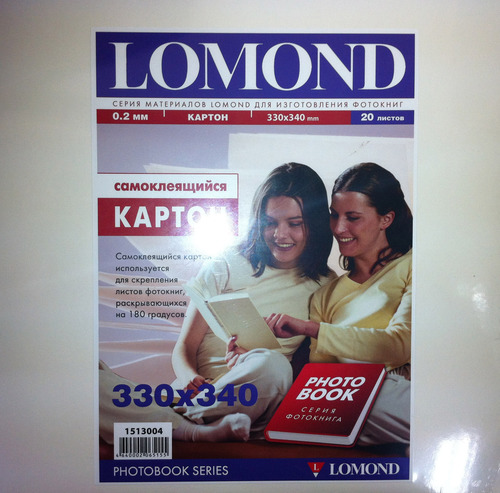 LOMOND
СЕРИЯ МАТЕРИАЛОВ LOMOND ДЛЯ ИЗГОТОВЛЕНИЯ ФОТОКНИГ
0.2 мм КАРТОН 330x340 mm 20 листов
самоклеящийся
КАРТОН
Самоклеящийся картон
используется
для скрепления
листов фотокниг,
раскрывающихся
на 180 градусов.
330x340
PHOTO
BOOK
СЕРИЯ
ФОТОКНИГА
1513004
PHOTOBOOK SERIES
L LOMOND